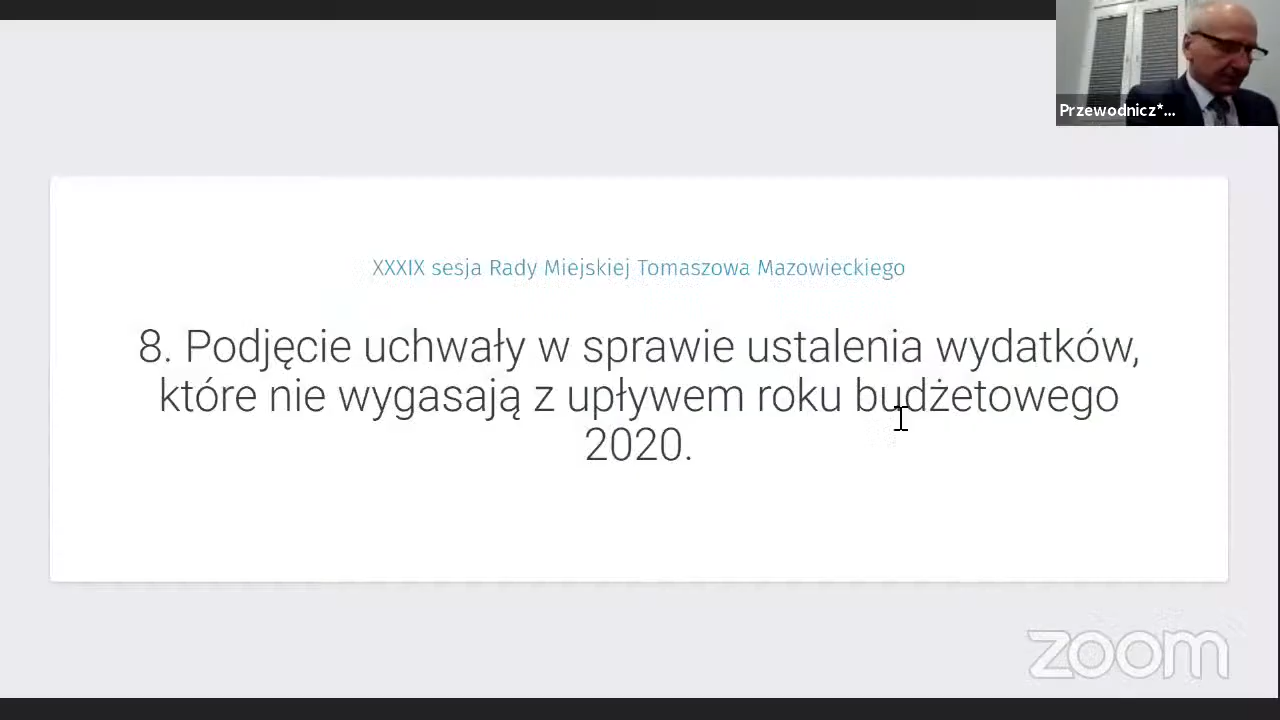 Przewodnicz*...
XXXIX sesja Rady Miejskiej Tomaszowa Mazowieckiego
8. Podjęcie uchwały w sprawie ustalenia wydatków,
które nie wygasają z upływem roku budżetowego
2020.
zoom